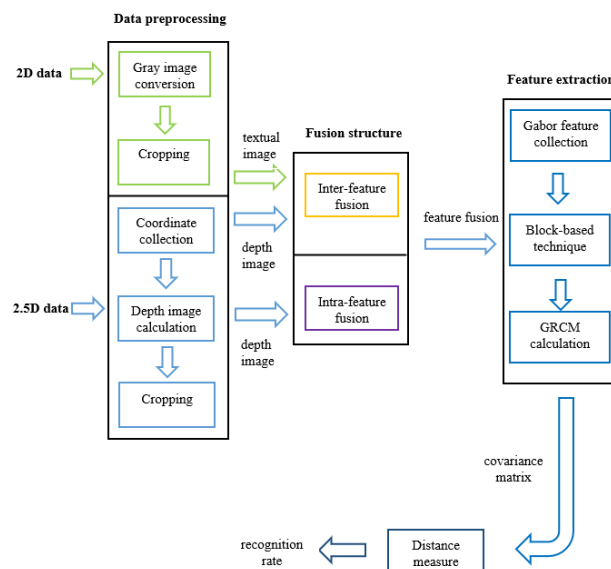 Data preprocessing
2D data
Gray image
conversion
Cropping
Coordinate
collection
2.5D data
Depth image
calculation
Cropping
textual
image
depth
image
depth
image
Fusion structure
Inter-feature
fusion
Intra-feature
fusion
feature fusion
Feature extraction
Gabor feature
collection
Block-based
technique
GRCM
calculation
covariance
matrix
Distance
measure
recognition
rate